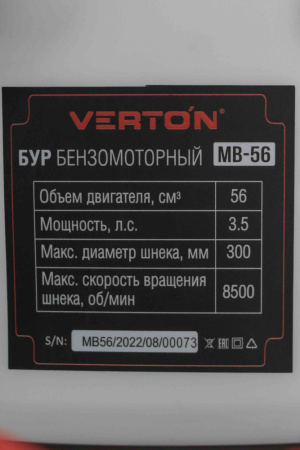 VERTON
БУР БЕНЗОМОТОРНЫЙ MB-56
Объем двигателя, см³ 56
Мощность, л.с. 3.5
Макс. диаметр шнека, мм 300
Макс. скорость вращения
шнека, об/мин 8500
S/N: MB56/2022/08/00073 EAC